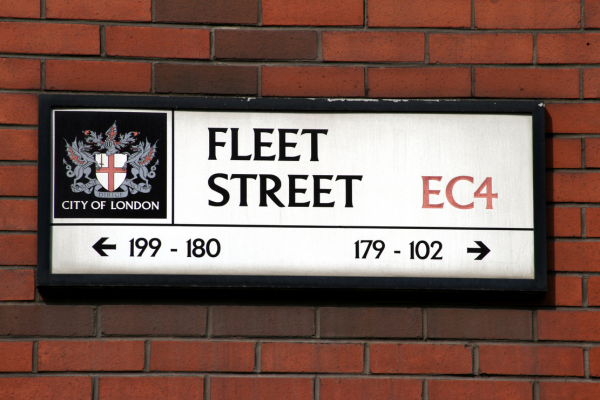 FLEET
STREET EC4
CITY OF LONDON
← 199 - 180 179 - 102 →